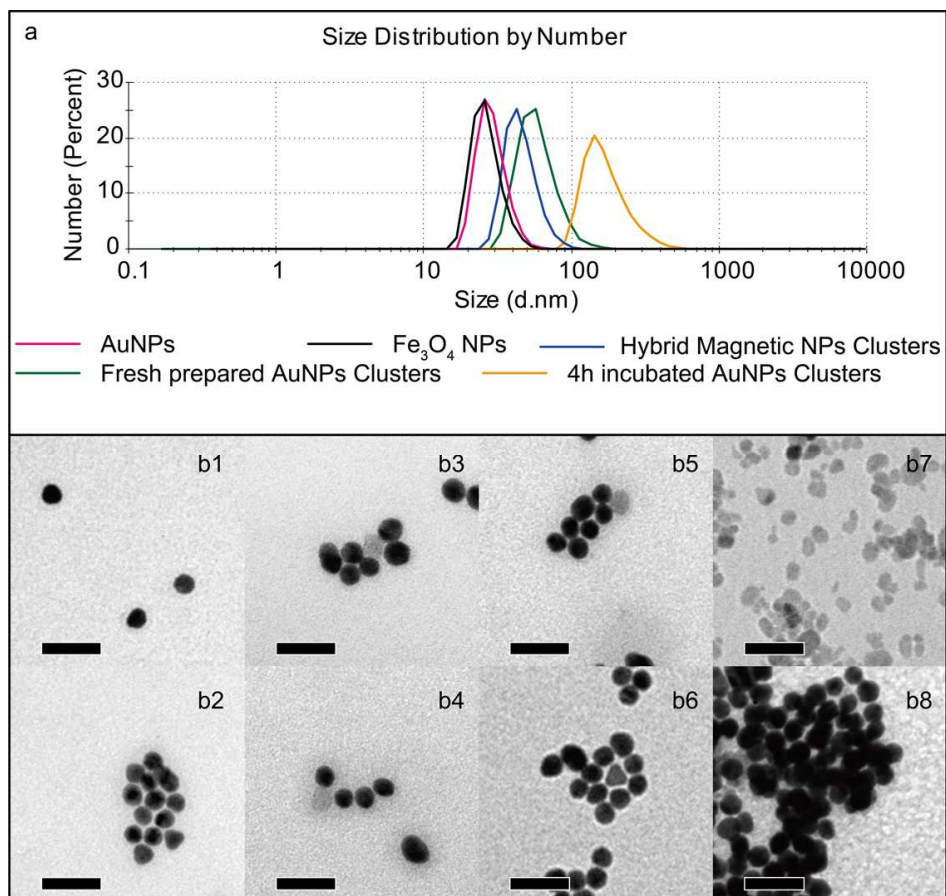 a
Size Distribution by Number
Number (Percent)
30
20
10
0
0.1 1 10 100 1000 10000
Size (d.nm)
AuNPs Fe₃O₄ NPs Hybrid Magnetic NPs Clusters
Fresh prepared AuNPs Clusters 4h incubated AuNPs Clusters
b1 b3 b5 b7
b2 b4 b6 b8